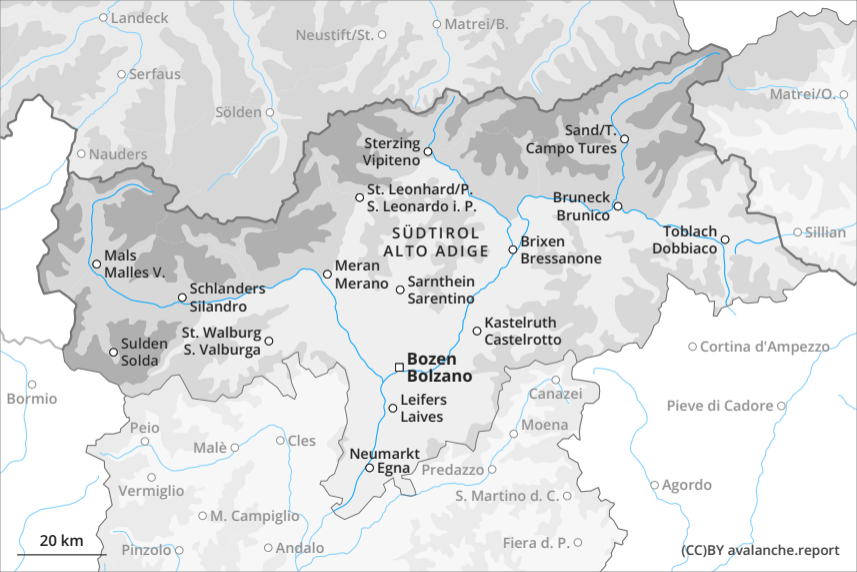 Landeck
Matrei/B.
Neustift/St.
Serfaus
Matrei/O.
Sölden
Sand/T.
Campo Tures
Sterzing
Vipiteno
Nauders
St. Leonhard/P.
S. Leonardo i. P.
Bruneck
Brunico
SÜDTIROL
ALTO ADIGE
Toblach
Dobbiaco
Sillian
Brixen
Bressanone
Mals
Malles V.
Meran
Merano
Sarnthein
Sarentino
Schlanders
Silandro
Kastelruth
Castelrotto
St. Walburg
S. Valburga
Sulden
Solda
Cortina d'Ampezzo
Bozen
Bolzano
Bormio
Canazei
Leifers
Laives
Pieve di Cadore
Peio
Moena
Cles
Malè
Neumarkt
Egna
Predazzo
Vermiglio
Agordo
S. Martino d. C.
M. Campiglio
20 km
Pinzolo
Andalo
Fiera d. P.
(CC)BY avalanche.report